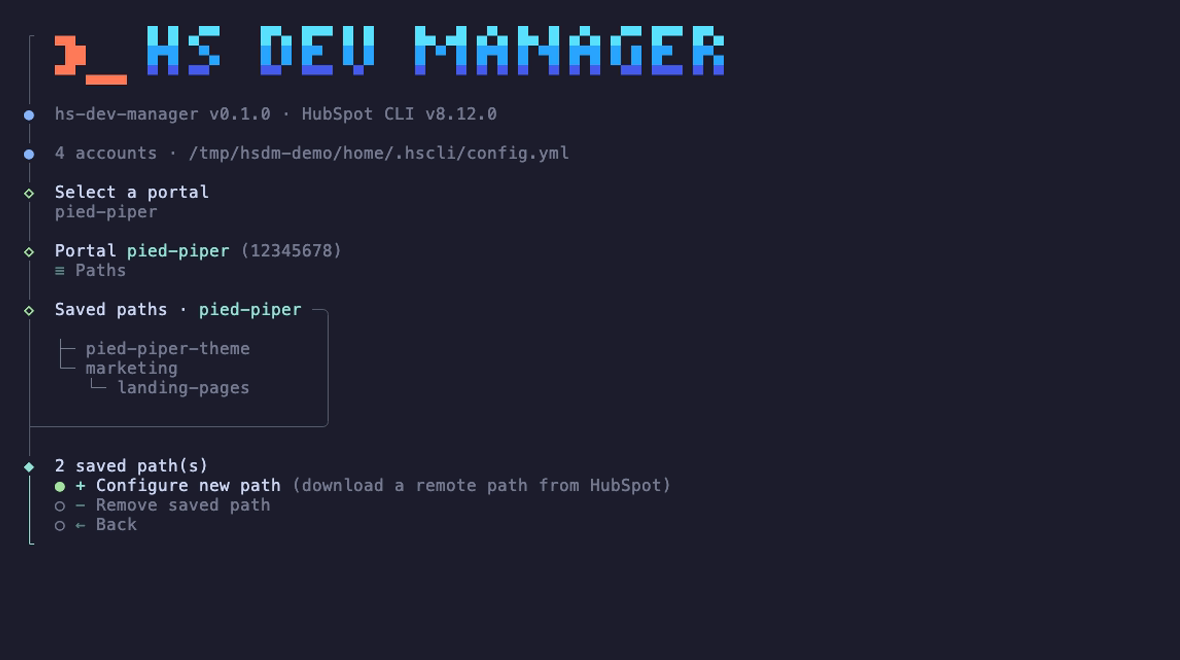 ❯_ HS DEV MANAGER
hs-dev-manager v0.1.0 · HubSpot CLI v8.12.0
4 accounts · /tmp/hsdm-demo/home/.hscli/config.yml
Select a portal
pied-piper
Portal pied-piper (12345678)
≡ Paths
Saved paths · pied-piper
├─ pied-piper-theme
└─ marketing
└─ landing-pages
2 saved path(s)
● + Configure new path (download a remote path from HubSpot)
○ − Remove saved path
○ ← Back